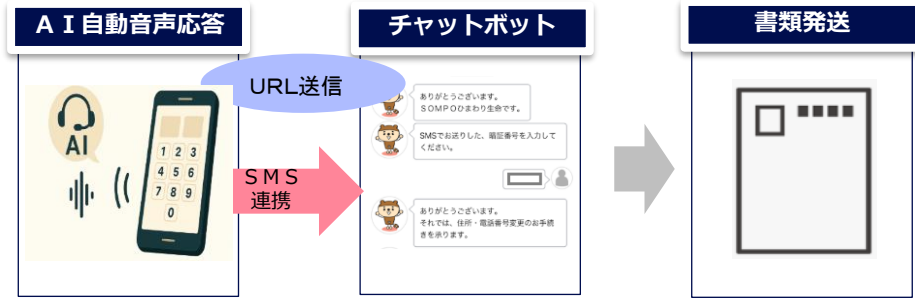 ＡＩ自動音声応答
チャットボット
書類発送
URL送信
AI
1 2 3
4 5 6
7 8 9
0
ＳＭＳ
連携
ありがとうございます。
ＳＯＭＰＯひまわり生命です。
SMSでお送りした、暗証番号を入力して
ください。
ありがとうございます。
それでは、住所・電話番号変更のお手続
きを承ります。